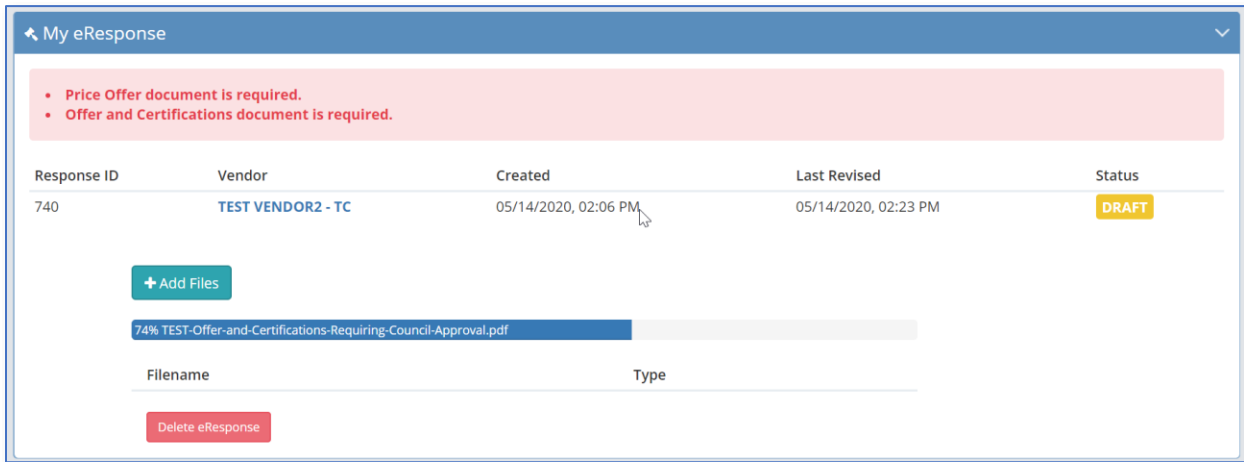 My eResponse
Price Offer document is required.
Offer and Certifications document is required.
Response ID Vendor Created Last Revised Status
740 TEST VENDOR2 - TC 05/14/2020, 02:06 PM 05/14/2020, 02:23 PM DRAFT
+ Add Files
74% TEST-Offer-and-Certifications-Requiring-Council-Approval.pdf
Filename Type
Delete eResponse